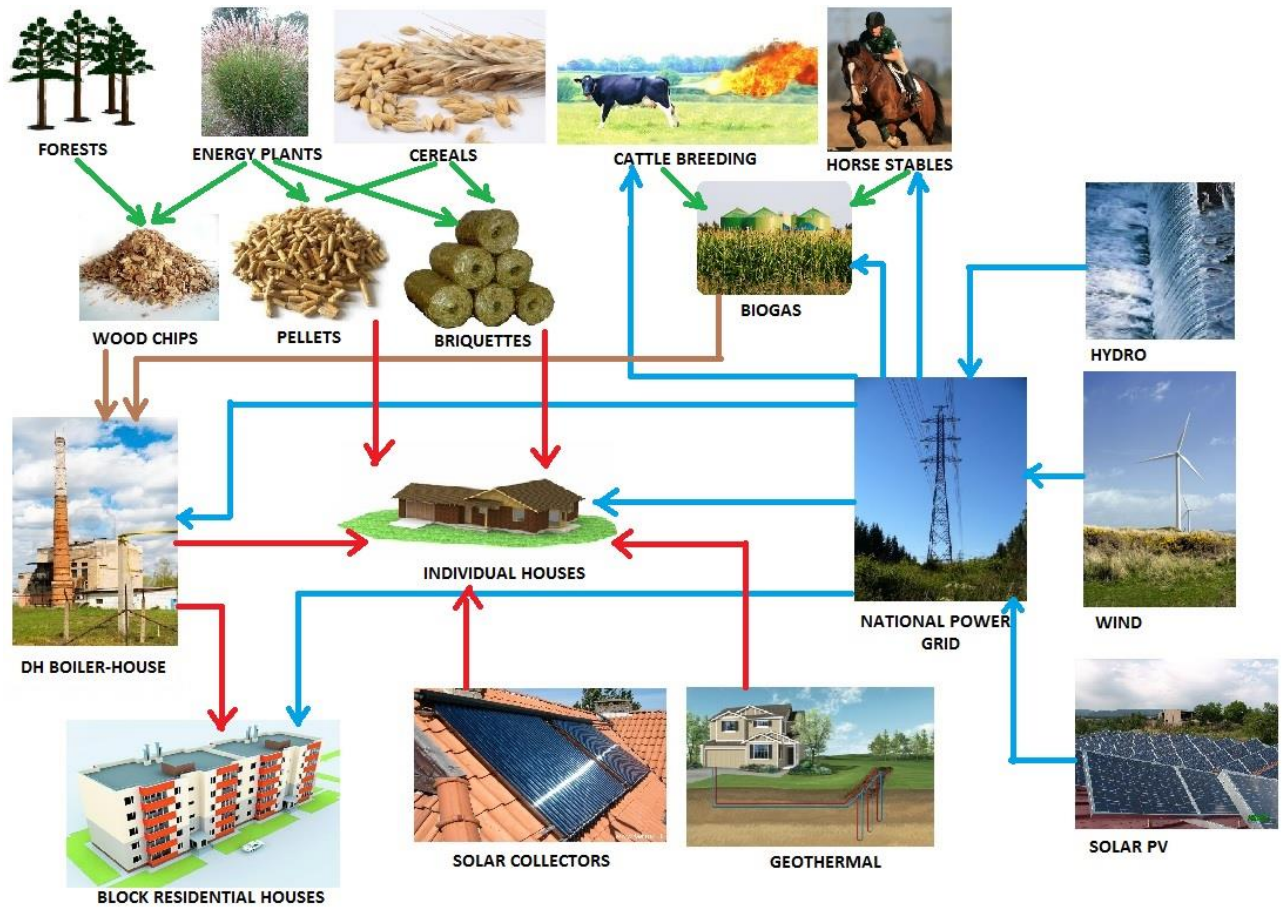 FORESTS
ENERGY PLANTS
CEREALS
CATTLE BREEDING
HORSE STABLES
WOOD CHIPS
PELLETS
BRIQUETTES
BIOGAS
HYDRO
INDIVIDUAL HOUSES
NATIONAL POWER
GRID
WIND
DH BOILER-HOUSE
SOLAR COLLECTORS
GEOTHERMAL
SOLAR PV
BLOCK RESIDENTIAL HOUSES